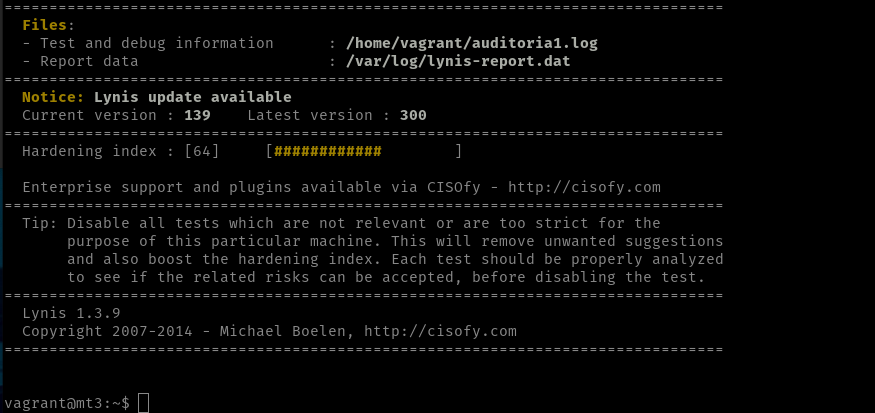 ================================================================================
Files:
- Test and debug information      : /home/vagrant/auditoria1.log
- Report data                     : /var/log/lynis-report.dat
================================================================================
Notice: Lynis update available
Current version : 139    Latest version : 300
================================================================================
Hardening index : [64]     [############        ]
Enterprise support and plugins available via CISOfy - http://cisofy.com
================================================================================
Tip: Disable all tests which are not relevant or are too strict for the
purpose of this particular machine. This will remove unwanted suggestions
and also boost the hardening index. Each test should be properly analyzed
to see if the related risks can be accepted, before disabling the test.
================================================================================
Lynis 1.3.9
Copyright 2007-2014 - Michael Boelen, http://cisofy.com
================================================================================
vagrant@mt3:~$